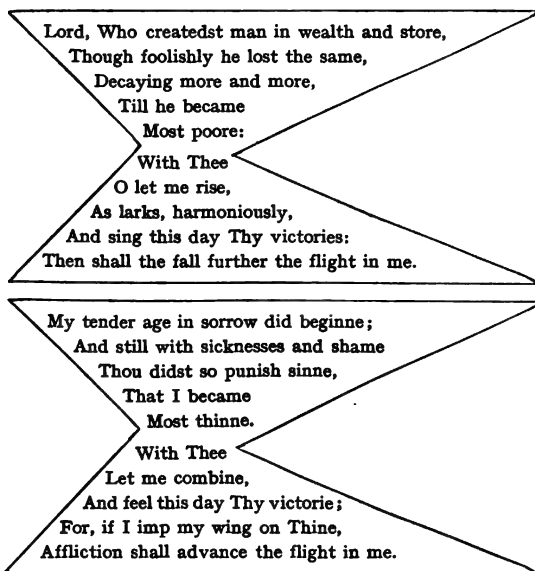 Lord, Who createdst man in wealth and store,
Though foolishly he lost the same,
Decaying more and more,
Till he became
Most poore:
With Thee
O let me rise,
As larks, harmoniously,
And sing this day Thy victories:
Then shall the fall further the flight in me.
My tender age in sorrow did beginne;
And still with sicknesses and shame
Thou didst so punish sinne,
That I became
Most thinne.
With Thee
Let me combine,
And feel this day Thy victorie;
For, if I imp my wing on Thine,
Affliction shall advance the flight in me.